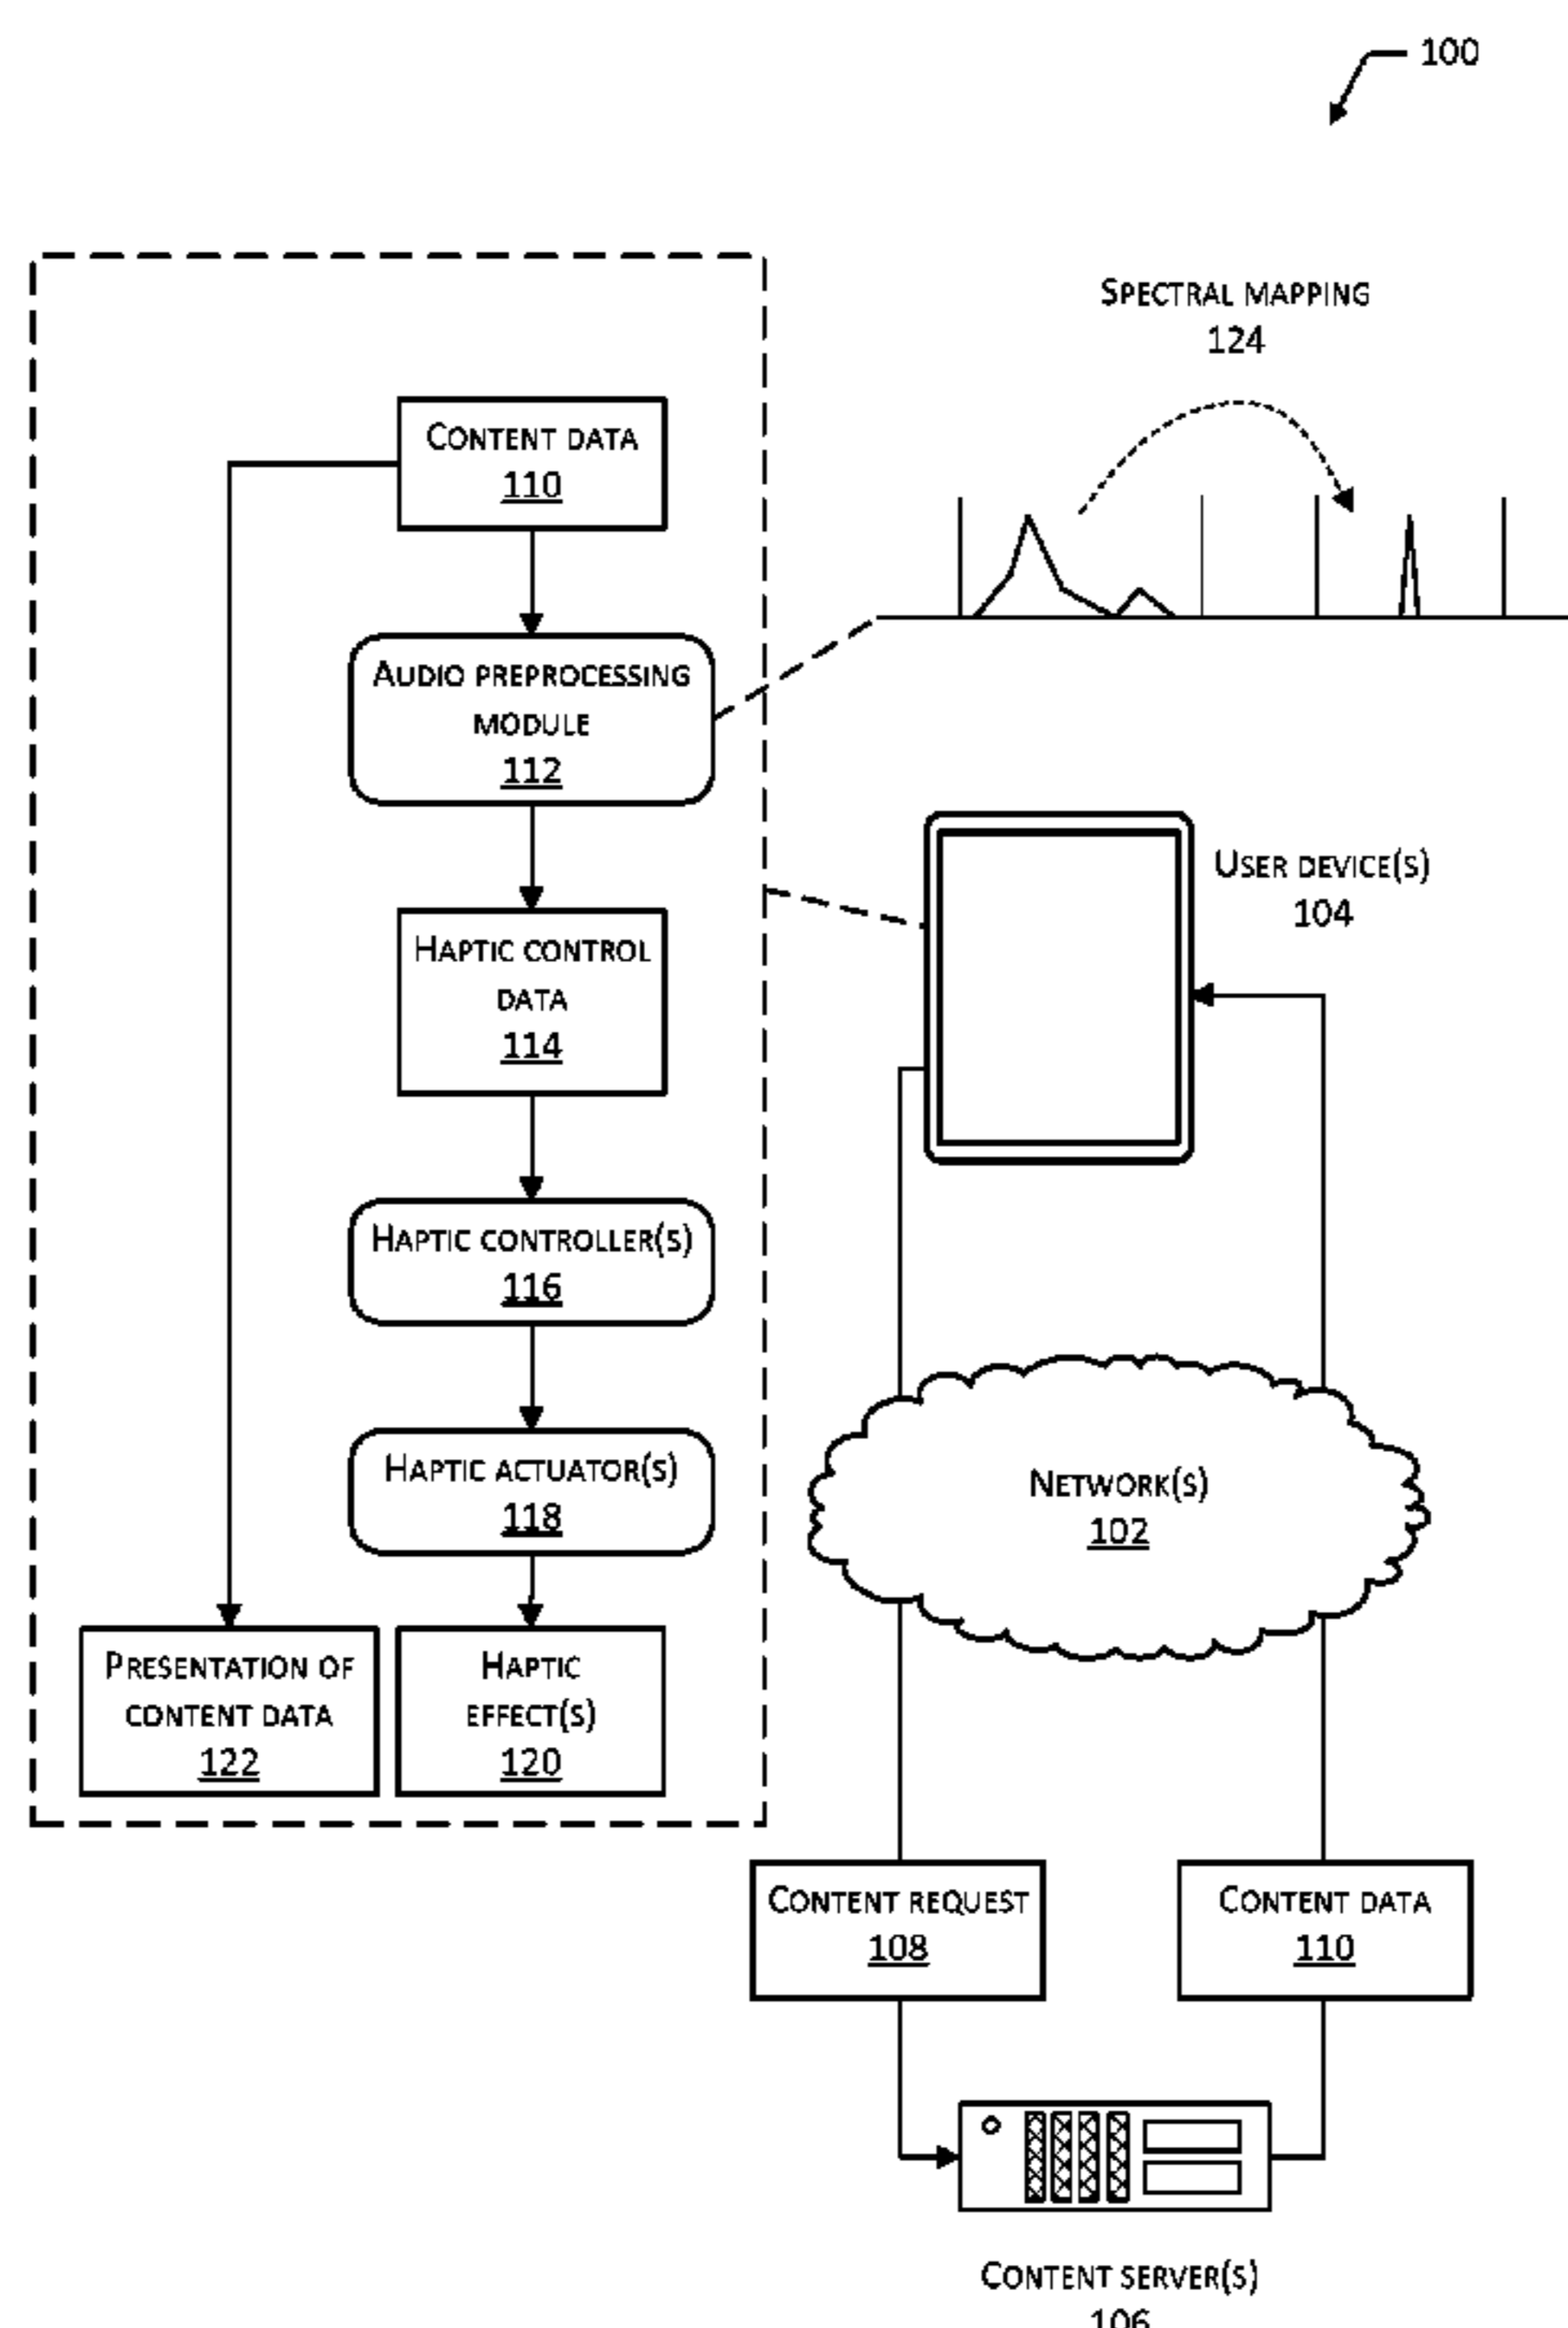 100
SPECTRAL MAPPING
124
CONTENT DATA
110
AUDIO PREPROCESSING
MODULE
112
HAPTIC CONTROL
DATA
114
HAPTIC CONTROLLER(S)
116
HAPTIC ACTUATOR(S)
118
PRESENTATION OF
CONTENT DATA
122
HAPTIC
EFFECT(S)
120
USER DEVICE(S)
104
NETWORK(S)
102
CONTENT REQUEST
108
CONTENT DATA
110
CONTENT SERVER(S)
106